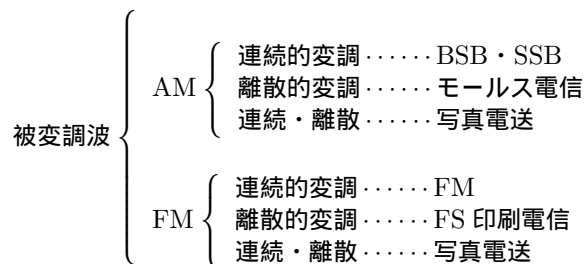 被変調波
AM
連続的変調‥‥‥BSB・SSB
離散的変調‥‥‥モールス電信
連続・離散‥‥‥写真電送
FM
連続的変調‥‥‥FM
離散的変調‥‥‥FS 印刷電信
連続・離散‥‥‥写真電送